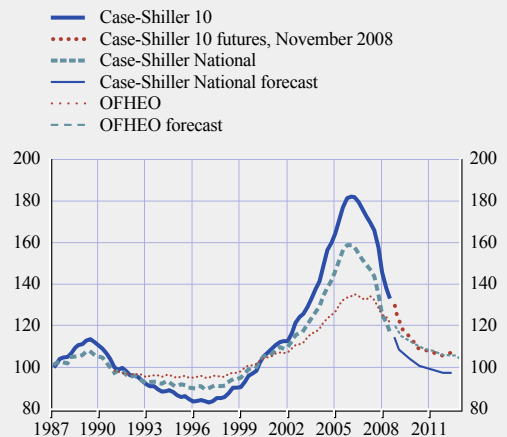 Case-Shiller 10
Case-Shiller 10 futures, November 2008
Case-Shiller National
Case-Shiller National forecast
OFHEO
OFHEO forecast
200 200
180 180
160 160
140 140
120 120
100 100
80 80
1987 1990 1993 1996 1999 2002 2005 2008 2011